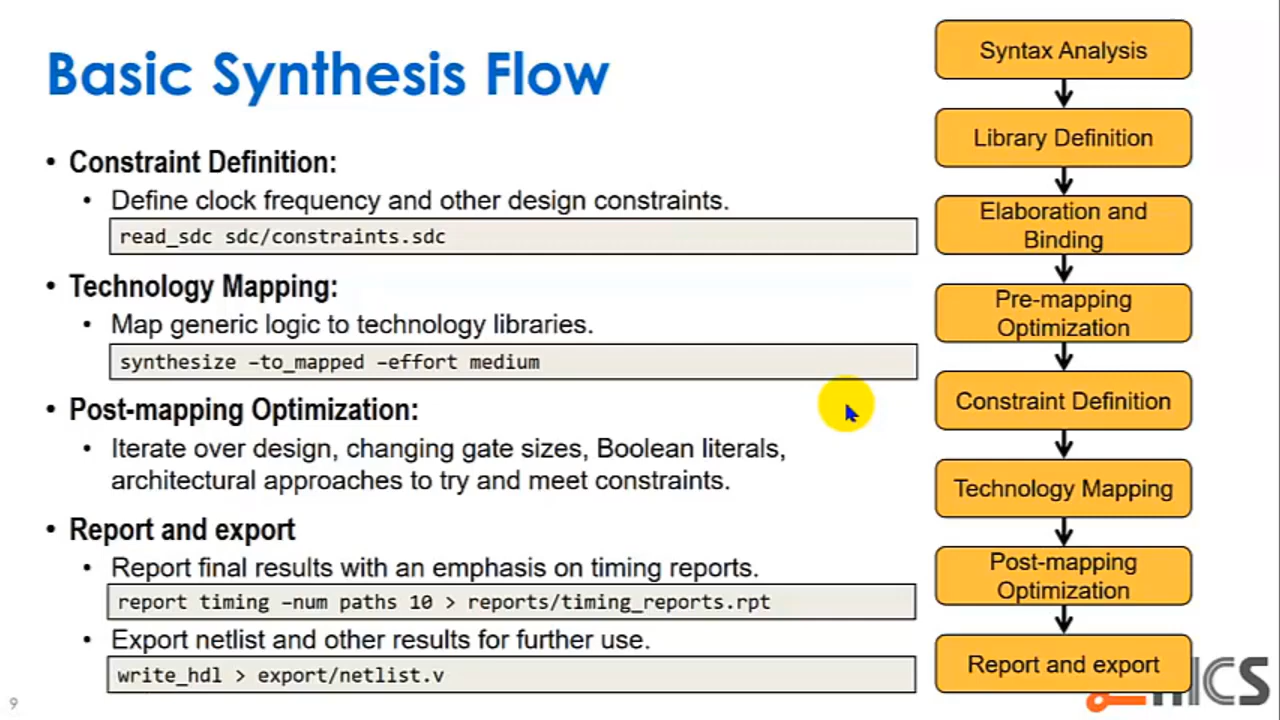 Basic Synthesis Flow
• Constraint Definition:
• Define clock frequency and other design constraints.
read_sdc sdc/constraints.sdc
• Technology Mapping:
• Map generic logic to technology libraries.
synthesize –to_mapped –effort medium
• Post-mapping Optimization:
• Iterate over design, changing gate sizes, Boolean literals,
architectural approaches to try and meet constraints.
• Report and export
• Report final results with an emphasis on timing reports.
report timing –num paths 10 > reports/timing_reports.rpt
• Export netlist and other results for further use.
write_hdl > export/netlist.v
Syntax Analysis
Library Definition
Elaboration and
Binding
Pre-mapping
Optimization
Constraint Definition
Technology Mapping
Post-mapping
Optimization
Report and export
9